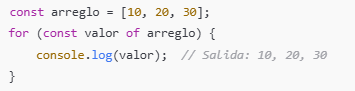 const arreglo = [10, 20, 30];
for (const valor of arreglo) {
    console.log(valor);  // Salida: 10, 20, 30
}